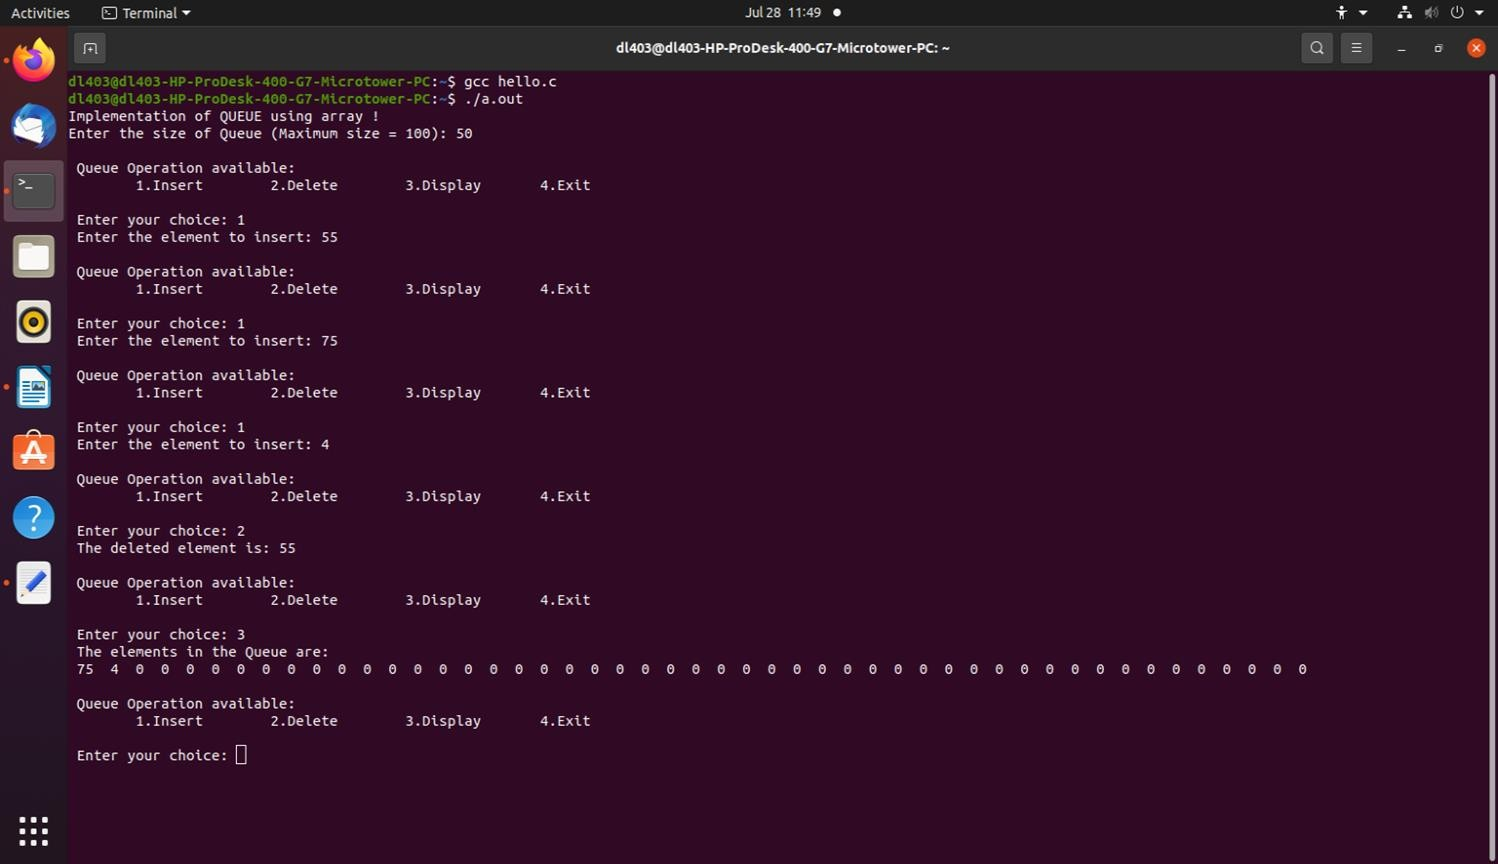 Activities Terminal Jul 28 11:49
dl403@dl403-HP-ProDesk-400-G7-Microtower-PC: ~
dl403@dl403-HP-ProDesk-400-G7-Microtower-PC:~$ gcc hello.c
dl403@dl403-HP-ProDesk-400-G7-Microtower-PC:~$ ./a.out
Implementation of QUEUE using array !
Enter the size of Queue (Maximum size = 100): 50
Queue Operation available:
1.Insert 2.Delete 3.Display 4.Exit
Enter your choice: 1
Enter the element to insert: 55
Queue Operation available:
1.Insert 2.Delete 3.Display 4.Exit
Enter your choice: 1
Enter the element to insert: 75
Queue Operation available:
1.Insert 2.Delete 3.Display 4.Exit
Enter your choice: 1
Enter the element to insert: 4
Queue Operation available:
1.Insert 2.Delete 3.Display 4.Exit
Enter your choice: 2
The deleted element is: 55
Queue Operation available:
1.Insert 2.Delete 3.Display 4.Exit
Enter your choice: 3
The elements in the Queue are:
75 4 0 0 0 0 0 0 0 0 0 0 0 0 0 0 0 0 0 0 0 0 0 0 0 0 0 0 0 0 0 0 0 0 0 0 0 0 0 0 0 0 0 0 0 0 0 0 0
Queue Operation available:
1.Insert 2.Delete 3.Display 4.Exit
Enter your choice: